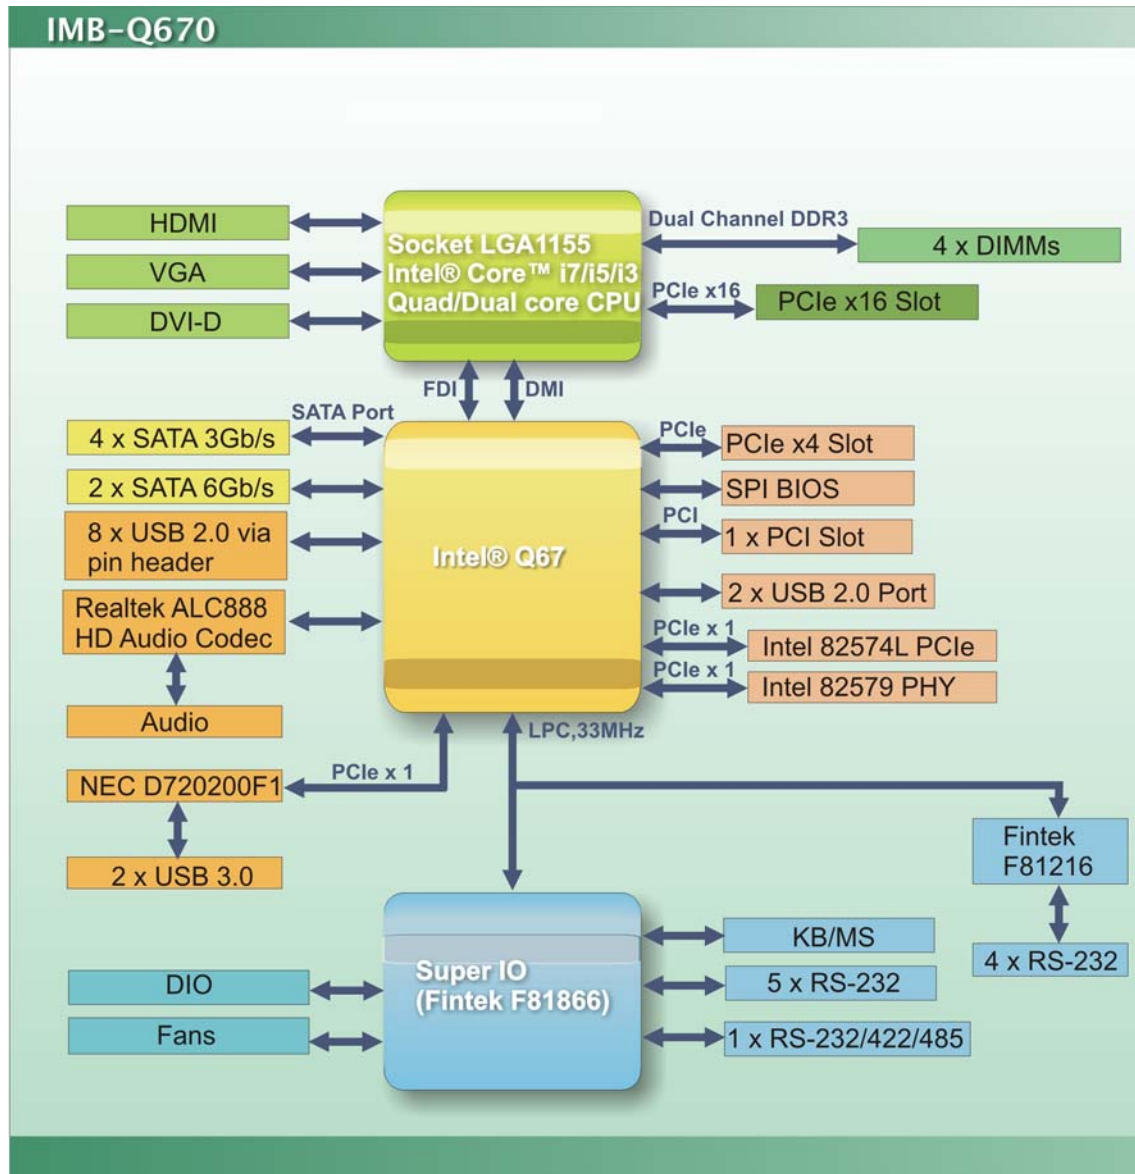 IMB-Q670
HDMI
VGA
DVI-D
Socket LGA1155
Intel® Core™ i7/i5/i3
Quad/Dual core CPU
Dual Channel DDR3
4 x DIMMs
PCIe x16
PCIe x16 Slot
FDI
DMI
SATA Port
4 x SATA 3Gb/s
2 x SATA 6Gb/s
8 x USB 2.0 via
pin header
Realtek ALC888
HD Audio Codec
Audio
Intel® Q67
PCIe
PCIe x4 Slot
SPI BIOS
PCI
1 x PCI Slot
2 x USB 2.0 Port
PCIe x 1
Intel 82574L PCIe
PCIe x 1
Intel 82579 PHY
LPC,33MHz
PCIe x 1
NEC D720200F1
2 x USB 3.0
Fintek
F81216
4 x RS-232
Super IO
(Fintek F81866)
DIO
Fans
KB/MS
5 x RS-232
1 x RS-232/422/485